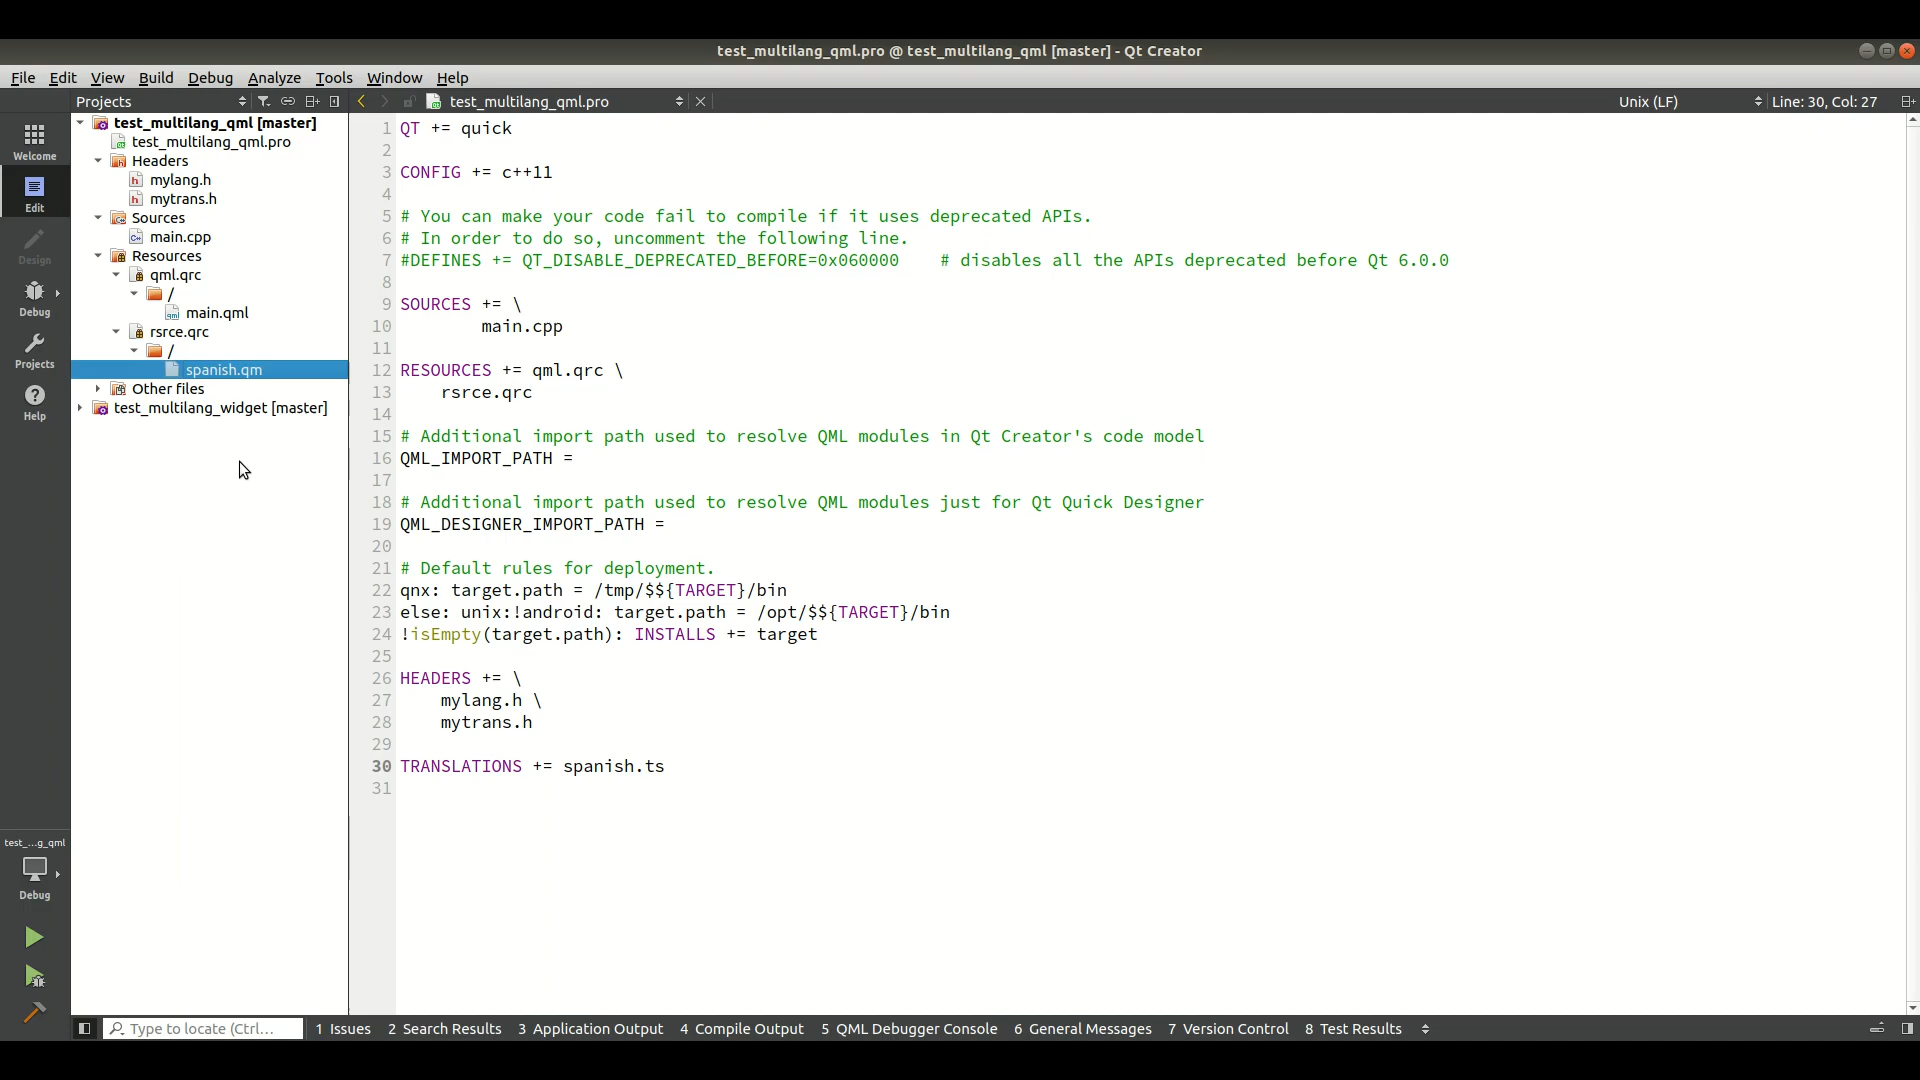 test_multilang_qml.pro @ test_multilang_qml [master] - Qt Creator
File Edit View Build Debug Analyze Tools Window Help
Projects test_multilang_qml.pro Unix (LF) Line: 30, Col: 27
Welcome
Edit
Design
Debug
Projects
Help
test_...g_qml
Debug
test_multilang_qml [master]
test_multilang_qml.pro
Headers
mylang.h
mytrans.h
Sources
main.cpp
Resources
qml.qrc
/
main.qml
rsrce.qrc
/
spanish.qm
Other files
test_multilang_widget [master]
1 QT += quick
2
3 CONFIG += c++11
4
5 # You can make your code fail to compile if it uses deprecated APIs.
6 # In order to do so, uncomment the following line.
7 #DEFINES += QT_DISABLE_DEPRECATED_BEFORE=0x060000    # disables all the APIs deprecated before Qt 6.0.0
8
9 SOURCES += \
10         main.cpp
11
12 RESOURCES += qml.qrc \
13     rsrce.qrc
14
15 # Additional import path used to resolve QML modules in Qt Creator's code model
16 QML_IMPORT_PATH =
17
18 # Additional import path used to resolve QML modules just for Qt Quick Designer
19 QML_DESIGNER_IMPORT_PATH =
20
21 # Default rules for deployment.
22 qnx: target.path = /tmp/$${TARGET}/bin
23 else: unix:!android: target.path = /opt/$${TARGET}/bin
24 !isEmpty(target.path): INSTALLS += target
25
26 HEADERS += \
27     mylang.h \
28     mytrans.h
29
30 TRANSLATIONS += spanish.ts
31
Type to locate (Ctrl... 1 Issues 2 Search Results 3 Application Output 4 Compile Output 5 QML Debugger Console 6 General Messages 7 Version Control 8 Test Results